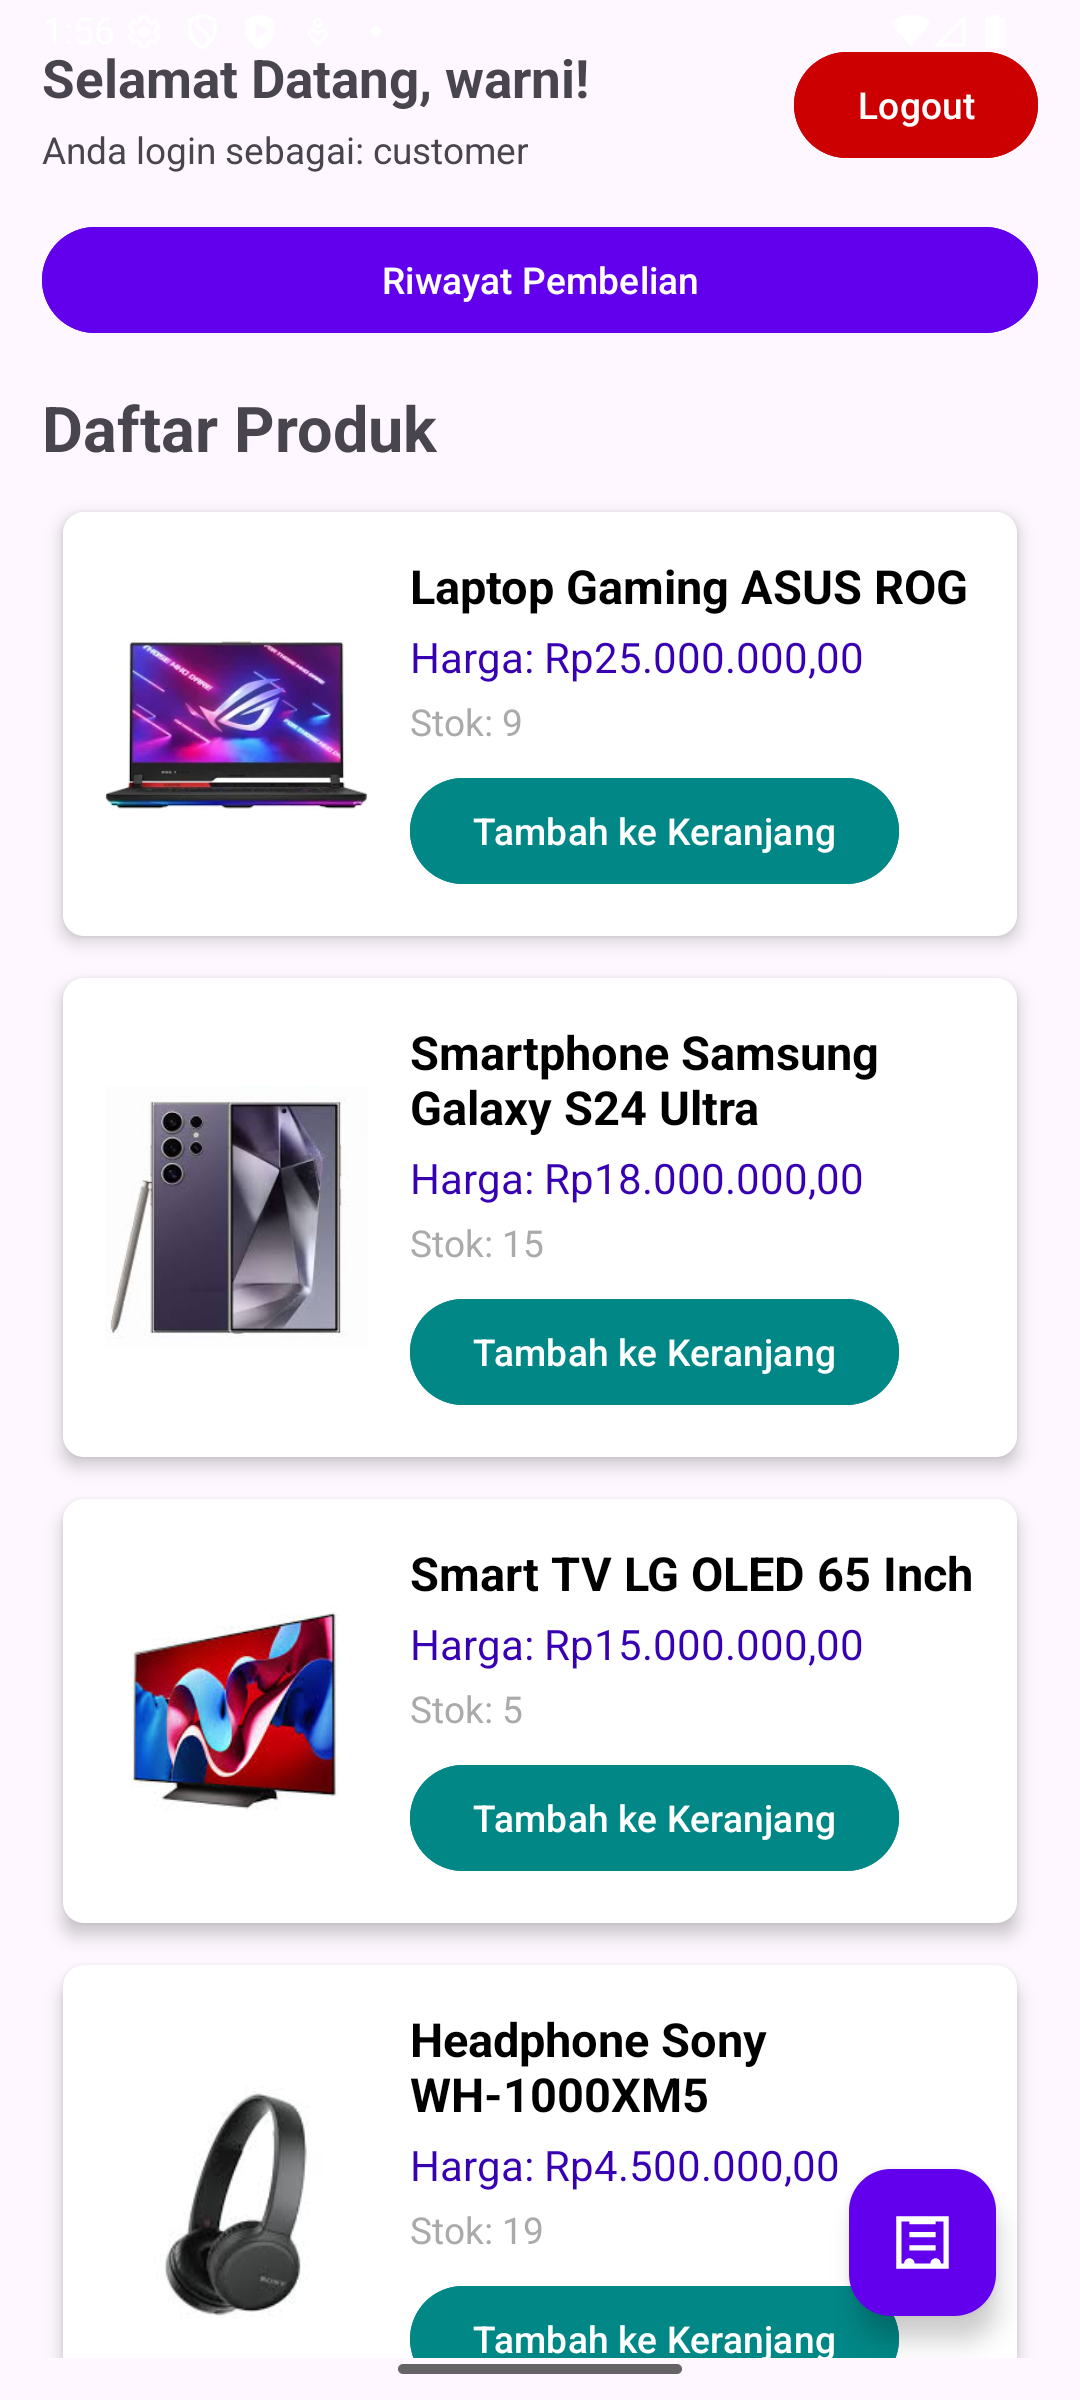 1:56
Selamat Datang, warni!
Logout
Anda login sebagai: customer
Riwayat Pembelian
Daftar Produk
Laptop Gaming ASUS ROG
Harga: Rp25.000.000,00
Stok: 9
Tambah ke Keranjang
Smartphone Samsung
Galaxy S24 Ultra
Harga: Rp18.000.000,00
Stok: 15
Tambah ke Keranjang
Smart TV LG OLED 65 Inch
Harga: Rp15.000.000,00
Stok: 5
Tambah ke Keranjang
Headphone Sony
WH-1000XM5
Harga: Rp4.500.000,00
Stok: 19
SONY
Tambah ke Keranjang